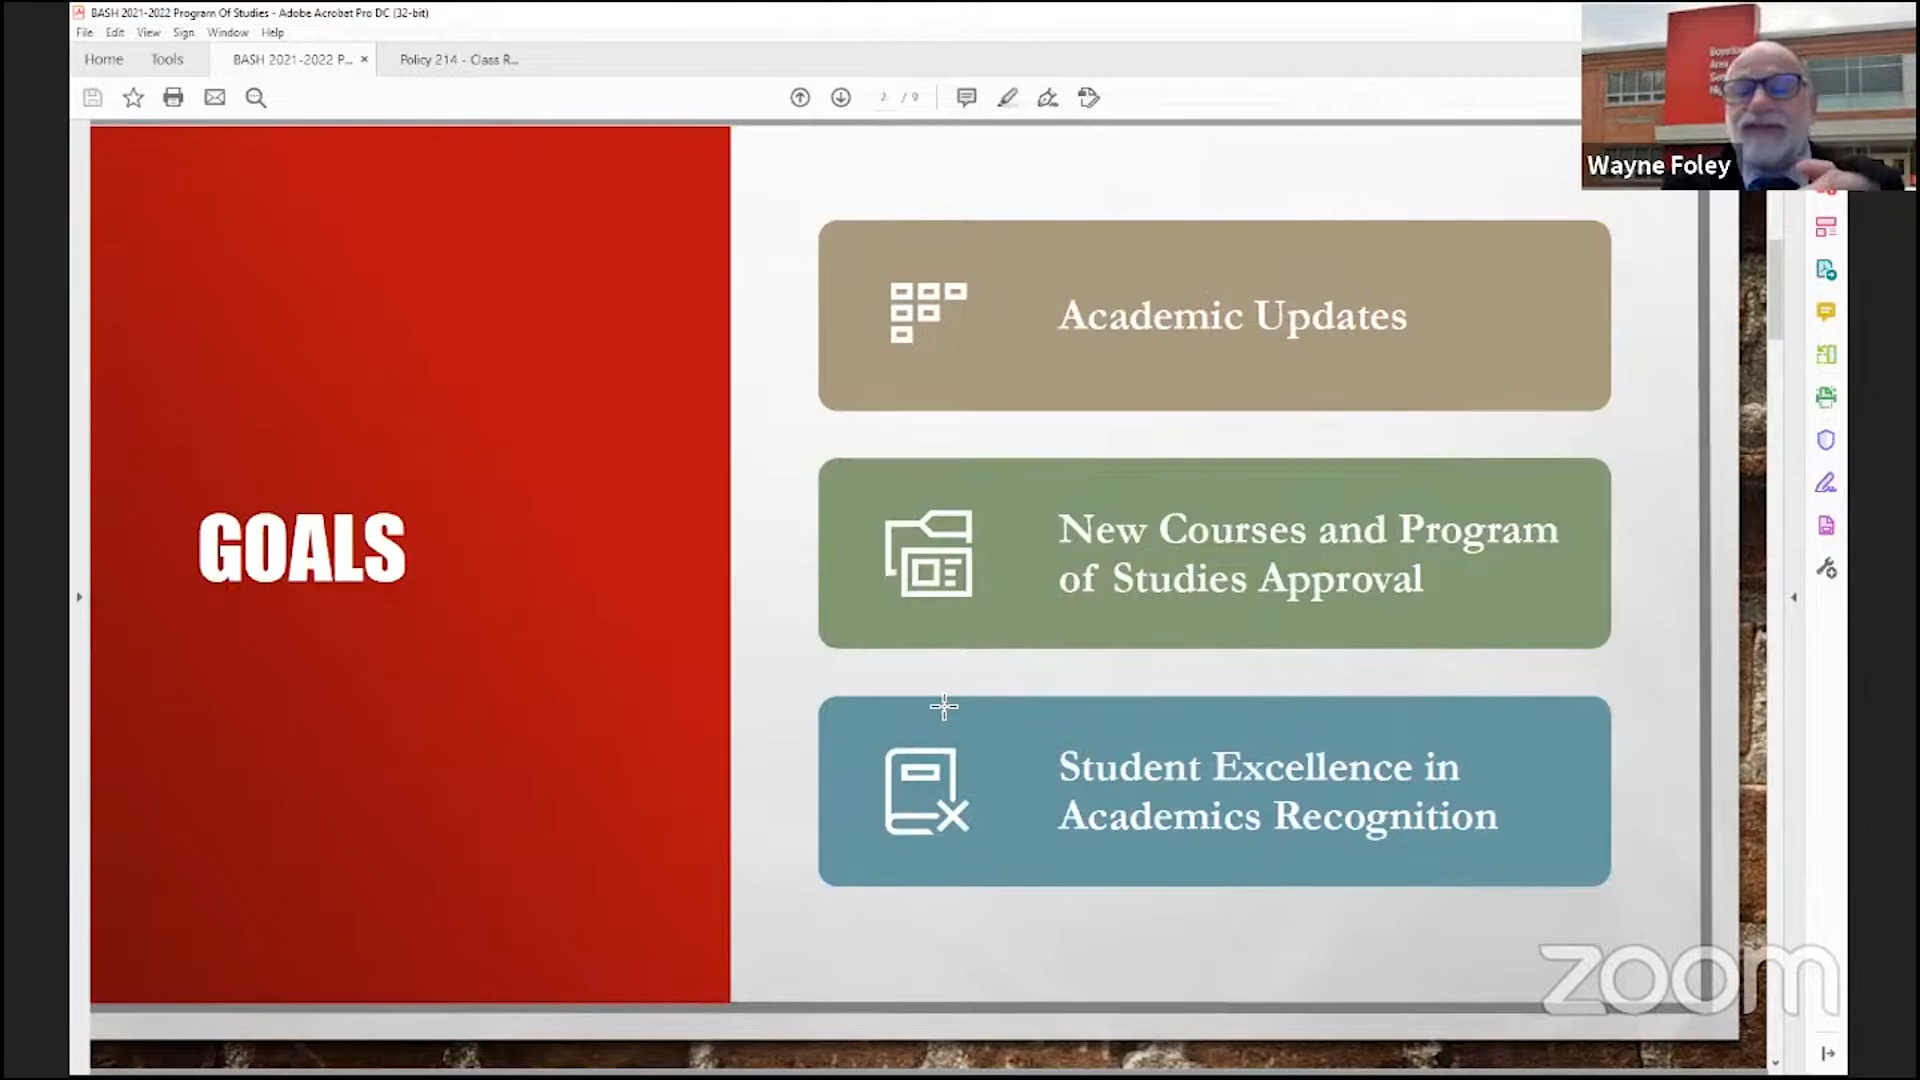 BASH 2021-2022 Program Of Studies - Adobe Acrobat Pro DC (32-bit)
File Edit View Sign Window Help
Home Tools BASH 2021-2022 P... × Policy 214 - Class R...
2 / 9
Wayne Foley
GOALS
Academic Updates
New Courses and Program
of Studies Approval
Student Excellence in
Academics Recognition
zoom